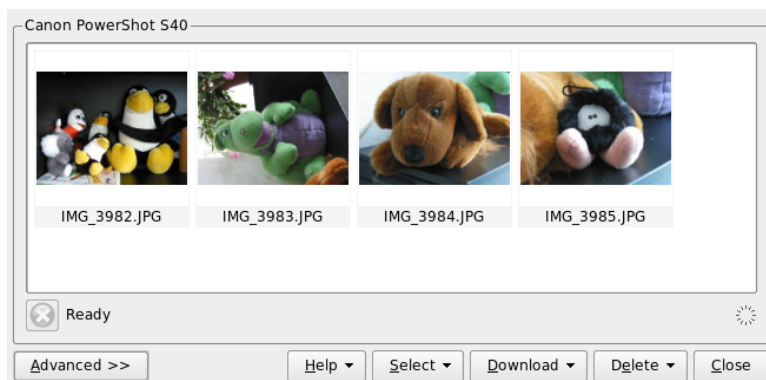 Canon PowerShot S40
IMG_3982.JPG IMG_3983.JPG IMG_3984.JPG IMG_3985.JPG
Ready
Advanced >> Help Select Download Delete Close